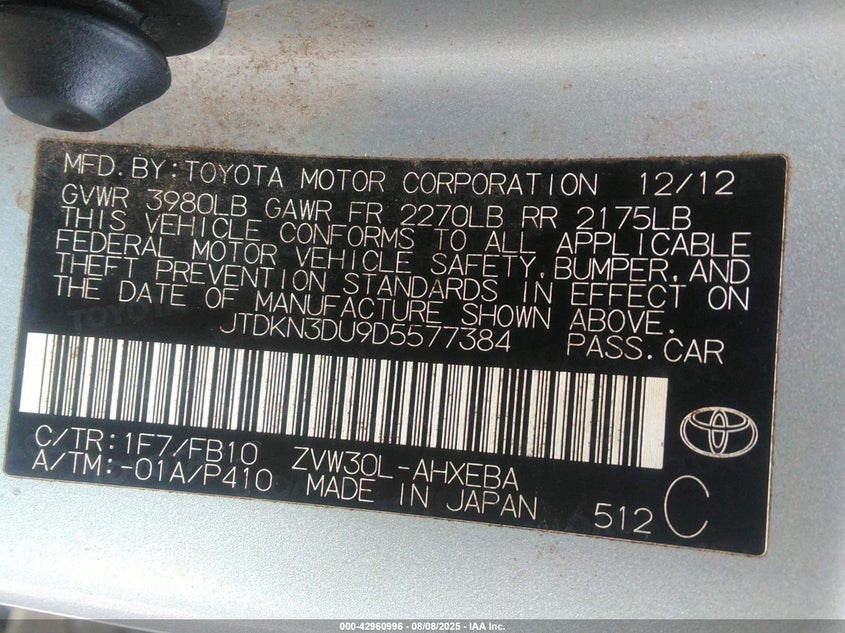 MFD. BY: TOYOTA MOTOR CORPORATION 12/12
GVWR 3980LB GAWR FR 2270LB RR 2175LB
THIS VEHICLE CONFORMS TO ALL APPLICABLE
FEDERAL MOTOR VEHICLE SAFETY, BUMPER, AND
THEFT PREVENTION STANDARDS IN EFFECT ON
THE DATE OF MANUFACTURE SHOWN ABOVE.
JTDKN3DU9D5577384 PASS. CAR
C/TR: 1F7/FB10 ZVW30L-AHXEBA
A/TM: -01A/P410 MADE IN JAPAN 512 C
000-42960996 - 08/08/2025 - IAA Inc.